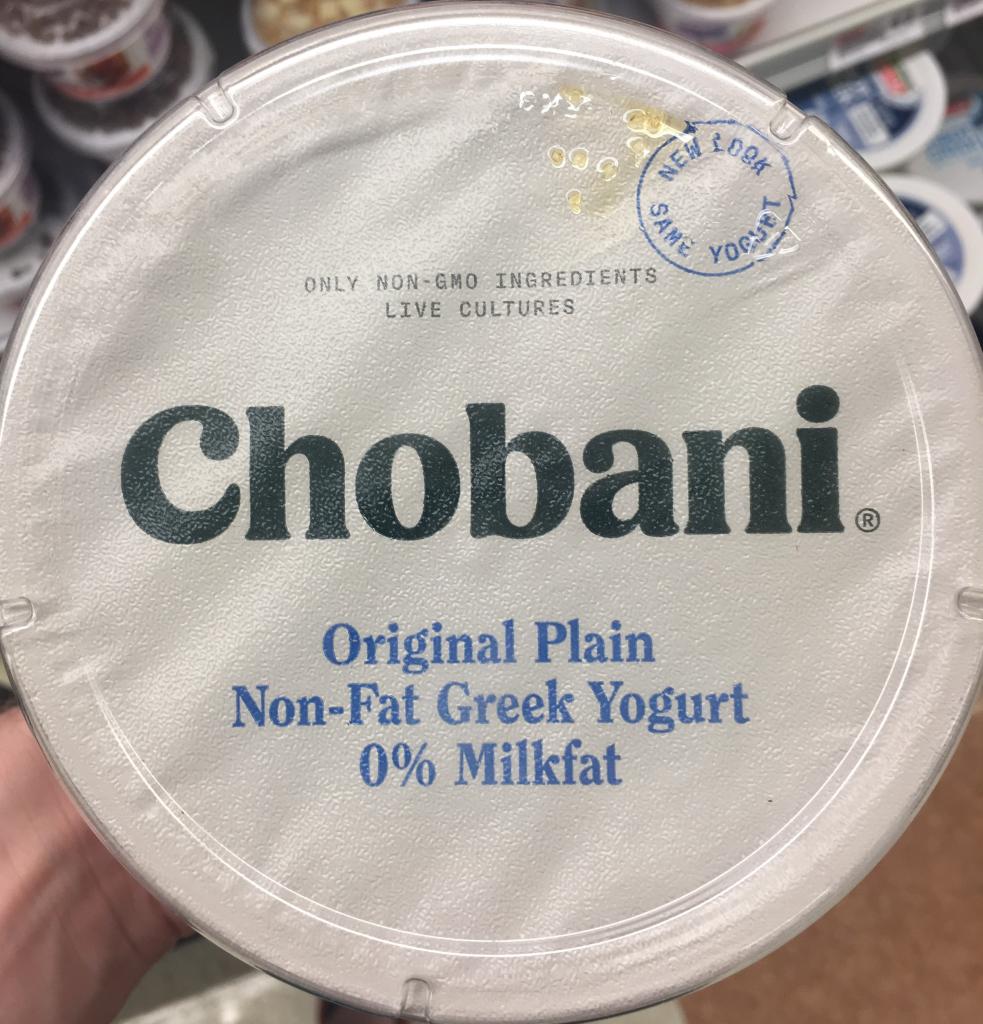 NEW LOOK
SAME YOGURT
ONLY NON-GMO INGREDIENTS
LIVE CULTURES
Chobani®
Original Plain
Non-Fat Greek Yogurt
0% Milkfat